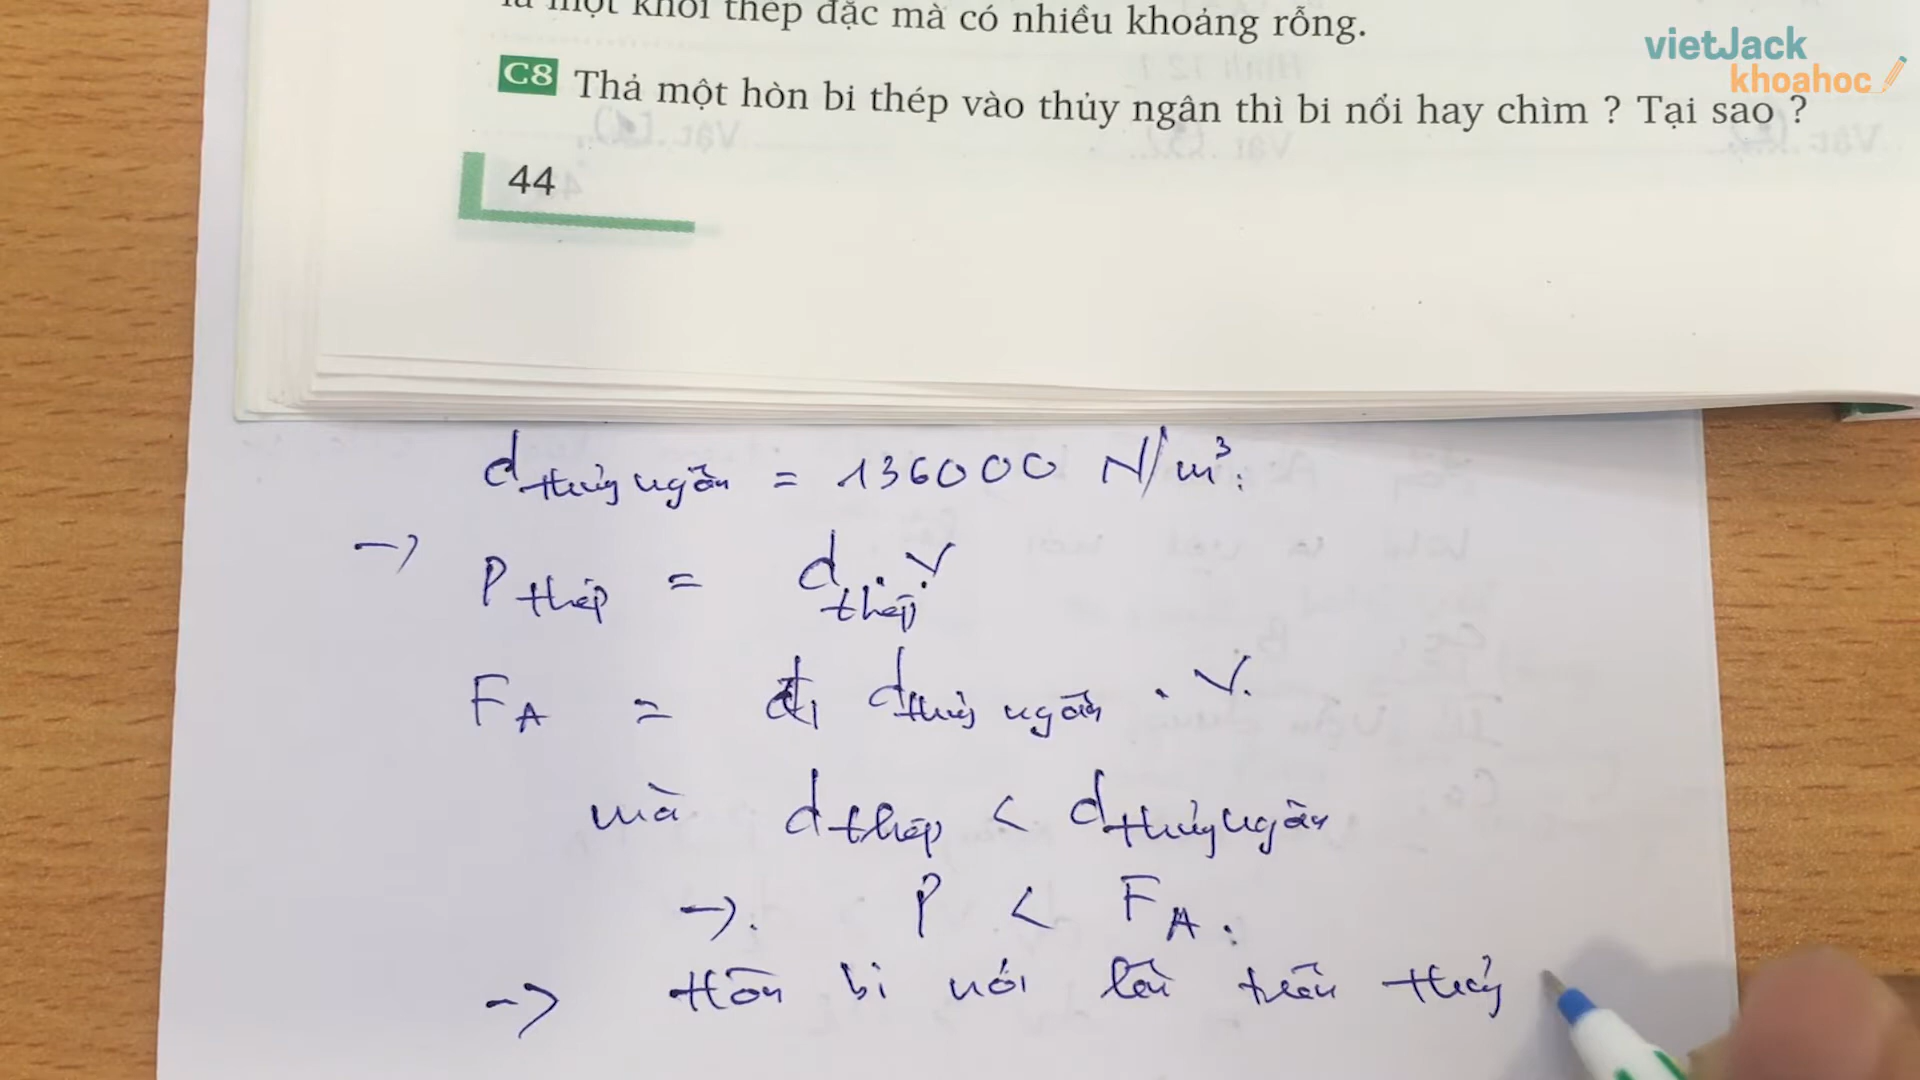 là một khối thép đặc mà có nhiều khoảng rỗng.
vietJack
khoahoc
C8 Thả một hòn bi thép vào thủy ngân thì bi nổi hay chìm ? Tại sao ?
44
d thủy ngân = 136000 N/m³.
→ P thép = d thép . V
F A = d thủy ngân . V.
mà d thép < d thủy ngân
→ P < F A.
→ Hòn bi nổi lên trên thủy